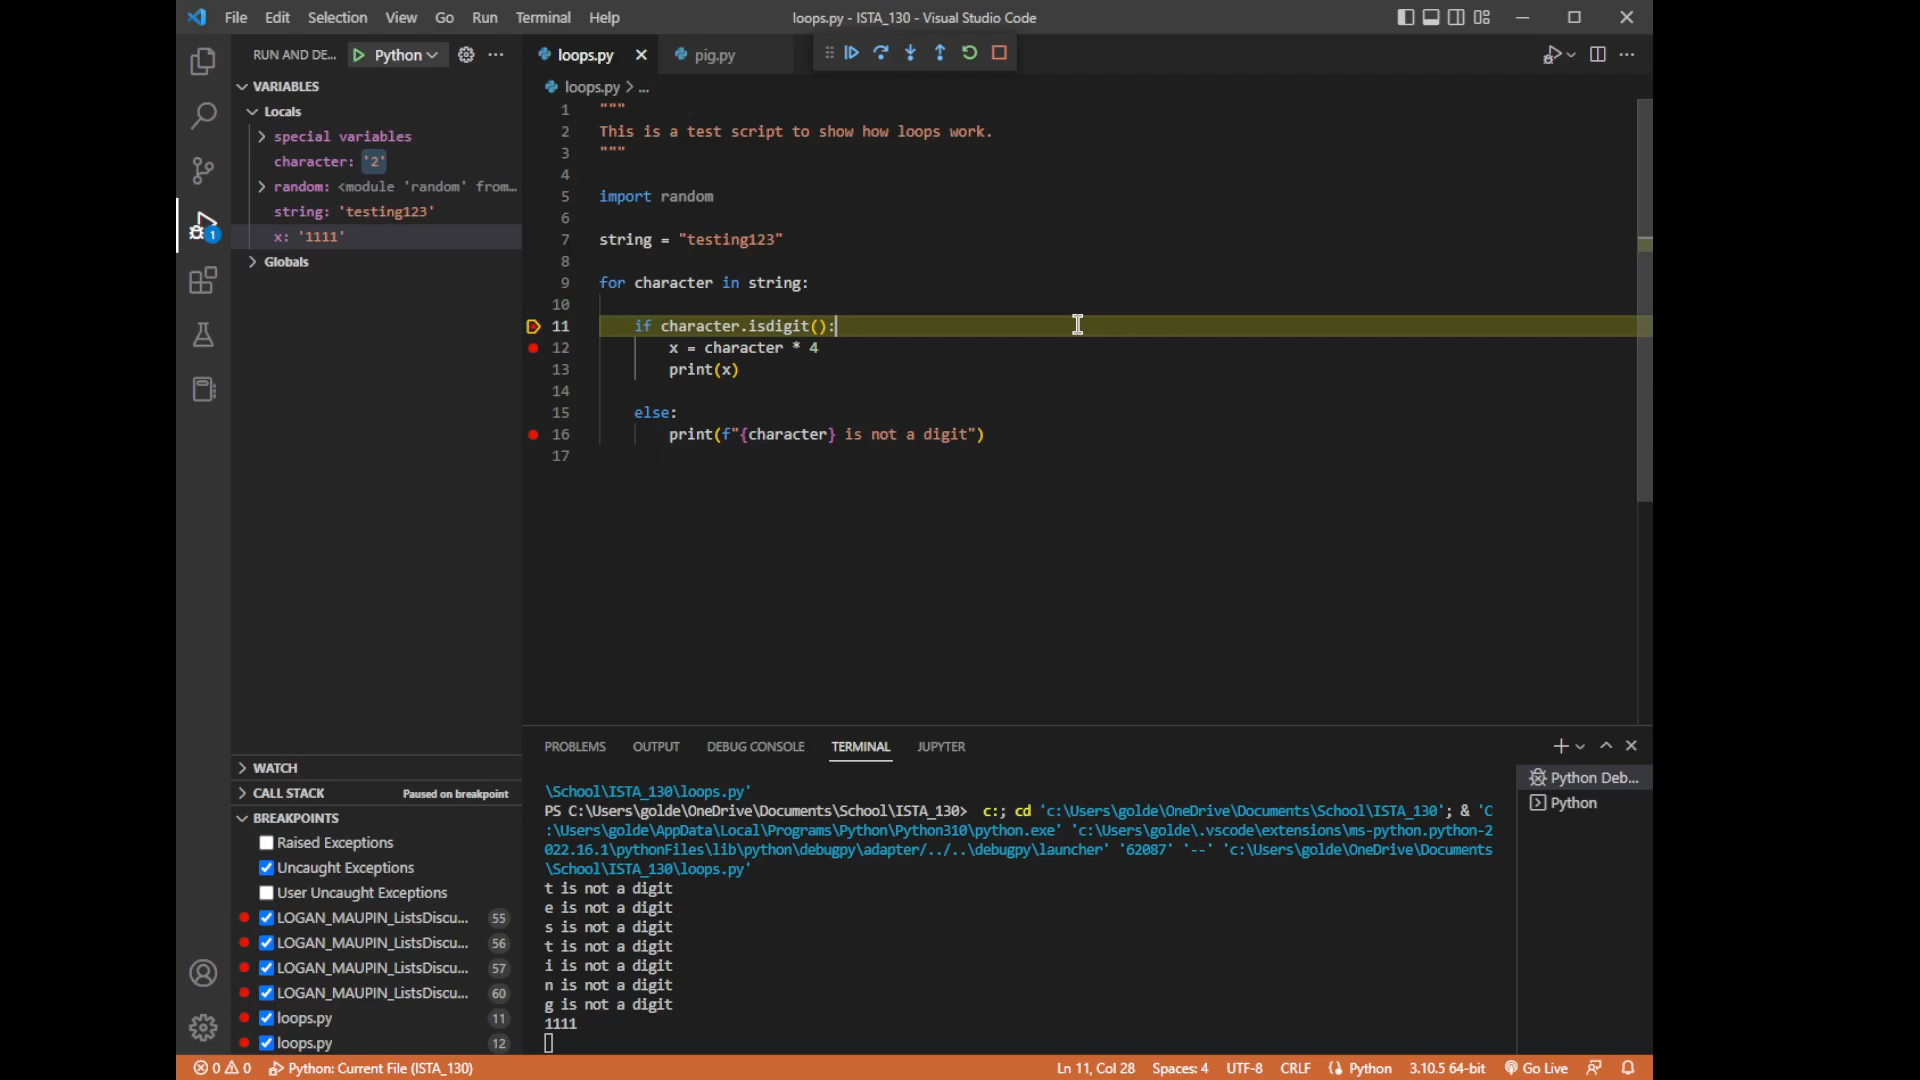 File Edit Selection View Go Run Terminal Help
loops.py - ISTA_130 - Visual Studio Code
RUN AND DE... Python
loops.py pig.py
loops.py > ...
VARIABLES
Locals
special variables
character: '2'
random: <module 'random' from...
string: 'testing123'
x: '1111'
Globals
1 """
2 This is a test script to show how loops work.
3 """
4
5 import random
6
7 string = "testing123"
8
9 for character in string:
10
11 if character.isdigit():
12 x = character * 4
13 print(x)
14
15 else:
16 print(f"{character} is not a digit")
17
1
WATCH
CALL STACK Paused on breakpoint
BREAKPOINTS
Raised Exceptions
Uncaught Exceptions
User Uncaught Exceptions
LOGAN_MAUPIN_ListsDiscu... 55
LOGAN_MAUPIN_ListsDiscu... 56
LOGAN_MAUPIN_ListsDiscu... 57
LOGAN_MAUPIN_ListsDiscu... 60
loops.py 11
loops.py 12
PROBLEMS OUTPUT DEBUG CONSOLE TERMINAL JUPYTER
\School\ISTA_130\loops.py'
PS C:\Users\golde\OneDrive\Documents\School\ISTA_130> c:; cd 'c:\Users\golde\OneDrive\Documents\School\ISTA_130'; & 'C
:\Users\golde\AppData\Local\Programs\Python\Python310\python.exe' 'c:\Users\golde\.vscode\extensions\ms-python.python-2
022.16.1\pythonFiles\lib\python\debugpy\adapter/../..\debugpy\launcher' '62087' '--' 'c:\Users\golde\OneDrive\Documents
\School\ISTA_130\loops.py'
t is not a digit
e is not a digit
s is not a digit
t is not a digit
i is not a digit
n is not a digit
g is not a digit
1111
Python Deb...
Python
0 0 Python: Current File (ISTA_130)
Ln 11, Col 28 Spaces: 4 UTF-8 CRLF Python 3.10.5 64-bit Go Live